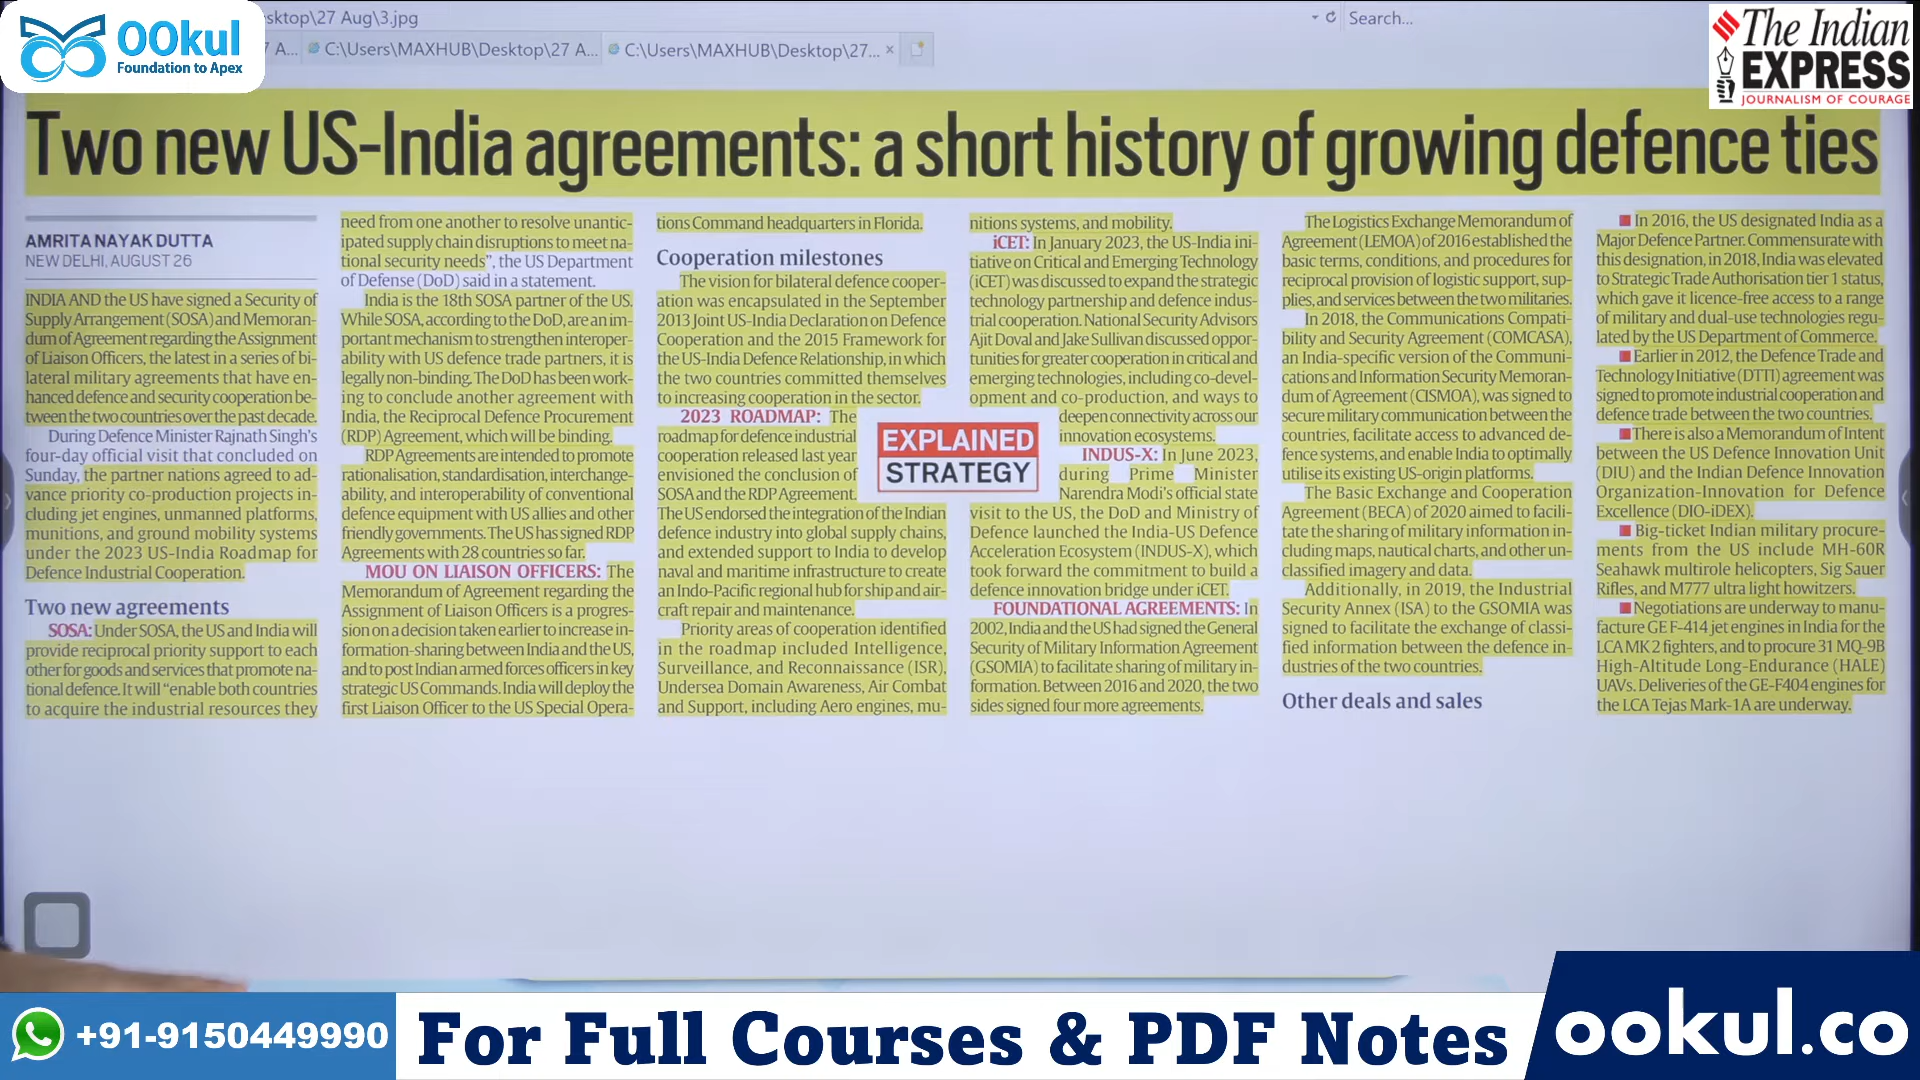 OOkul
Foundation to Apex
sktop\27 Aug\3.jpg
Search...
7 A...
C:\Users\MAXHUB\Desktop\27 A...
C:\Users\MAXHUB\Desktop\27... ×
The Indian
EXPRESS
JOURNALISM OF COURAGE
Two new US-India agreements: a short history of growing defence ties
AMRITA NAYAK DUTTA
NEW DELHI, AUGUST 26
INDIA AND the US have signed a Security of
Supply Arrangement (SOSA) and Memoran-
dum of Agreement regarding the Assignment
of Liaison Officers, the latest in a series of bi-
lateral military agreements that have en-
hanced defence and security cooperation be-
tween the two countries over the past decade.
During Defence Minister Rajnath Singh's
four-day official visit that concluded on
Sunday, the partner nations agreed to ad-
vance priority co-production projects in-
cluding jet engines, unmanned platforms,
munitions, and ground mobility systems
under the 2023 US-India Roadmap for
Defence Industrial Cooperation.
Two new agreements
SOSA: Under SOSA, the US and India will
provide reciprocal priority support to each
other for goods and services that promote na-
tional defence. It will “enable both countries
to acquire the industrial resources they
need from one another to resolve unantic-
ipated supply chain disruptions to meet na-
tional security needs”, the US Department
of Defense (DoD) said in a statement.
India is the 18th SOSA partner of the US.
While SOSA, according to the DoD, are an im-
portant mechanism to strengthen interoper-
ability with US defence trade partners, it is
legally non-binding. The DoD has been work-
ing to conclude another agreement with
India, the Reciprocal Defence Procurement
(RDP) Agreement, which will be binding.
RDP Agreements are intended to promote
rationalisation, standardisation, interchange-
ability, and interoperability of conventional
defence equipment with US allies and other
friendly governments. The US has signed RDP
Agreements with 28 countries so far.
MOU ON LIAISON OFFICERS: The
Memorandum of Agreement regarding the
Assignment of Liaison Officers is a progres-
sion on a decision taken earlier to increase in-
formation-sharing between India and the US,
and to post Indian armed forces officers in key
strategic US Commands. India will deploy the
first Liaison Officer to the US Special Opera-
tions Command headquarters in Florida.
Cooperation milestones
The vision for bilateral defence cooper-
ation was encapsulated in the September
2013 Joint US-India Declaration on Defence
Cooperation and the 2015 Framework for
the US-India Defence Relationship, in which
the two countries committed themselves
to increasing cooperation in the sector.
2023 ROADMAP: The
roadmap for defence industrial
cooperation released last year
envisioned the conclusion of
SOSA and the RDP Agreement.
The US endorsed the integration of the Indian
defence industry into global supply chains,
and extended support to India to develop
naval and maritime infrastructure to create
an Indo-Pacific regional hub for ship and air-
craft repair and maintenance.
Priority areas of cooperation identified
in the roadmap included Intelligence,
Surveillance, and Reconnaissance (ISR),
Undersea Domain Awareness, Air Combat
and Support, including Aero engines, mu-
EXPLAINED
STRATEGY
nitions systems, and mobility.
iCET: In January 2023, the US-India ini-
tiative on Critical and Emerging Technology
(iCET) was discussed to expand the strategic
technology partnership and defence indus-
trial cooperation. National Security Advisors
Ajit Doval and Jake Sullivan discussed oppor-
tunities for greater cooperation in critical and
emerging technologies, including co-devel-
opment and co-production, and ways to
deepen connectivity across our
innovation ecosystems.
INDUS-X: In June 2023,
during Prime Minister
Narendra Modi's official state
visit to the US, the DoD and Ministry of
Defence launched the India-US Defence
Acceleration Ecosystem (INDUS-X), which
took forward the commitment to build a
defence innovation bridge under iCET.
FOUNDATIONAL AGREEMENTS: In
2002, India and the US had signed the General
Security of Military Information Agreement
(GSOMIA) to facilitate sharing of military in-
formation. Between 2016 and 2020, the two
sides signed four more agreements.
The Logistics Exchange Memorandum of
Agreement (LEMOA) of 2016 established the
basic terms, conditions, and procedures for
reciprocal provision of logistic support, sup-
plies, and services between the two militaries.
In 2018, the Communications Compati-
bility and Security Agreement (COMCASA),
an India-specific version of the Communi-
cations and Information Security Memoran-
dum of Agreement (CISMOA), was signed to
secure military communication between the
countries, facilitate access to advanced de-
fence systems, and enable India to optimally
utilise its existing US-origin platforms.
The Basic Exchange and Cooperation
Agreement (BECA) of 2020 aimed to facili-
tate the sharing of military information in-
cluding maps, nautical charts, and other un-
classified imagery and data.
Additionally, in 2019, the Industrial
Security Annex (ISA) to the GSOMIA was
signed to facilitate the exchange of classi-
fied information between the defence in-
dustries of the two countries.
Other deals and sales
In 2016, the US designated India as a
Major Defence Partner. Commensurate with
this designation, in 2018, India was elevated
to Strategic Trade Authorisation tier 1 status,
which gave it licence-free access to a range
of military and dual-use technologies regu-
lated by the US Department of Commerce.
Earlier in 2012, the Defence Trade and
Technology Initiative (DTTI) agreement was
signed to promote industrial cooperation and
defence trade between the two countries.
There is also a Memorandum of Intent
between the US Defence Innovation Unit
(DIU) and the Indian Defence Innovation
Organization-Innovation for Defence
Excellence (DIO-iDEX).
Big-ticket Indian military procure-
ments from the US include MH-60R
Seahawk multirole helicopters, Sig Sauer
Rifles, and M777 ultra light howitzers.
Negotiations are underway to manu-
facture GE F-414 jet engines in India for the
LCA MK 2 fighters, and to procure 31 MQ-9B
High-Altitude Long-Endurance (HALE)
UAVs. Deliveries of the GE-F404 engines for
the LCA Tejas Mark-1A are underway.
+91-9150449990
For Full Courses & PDF Notes
ookul.co